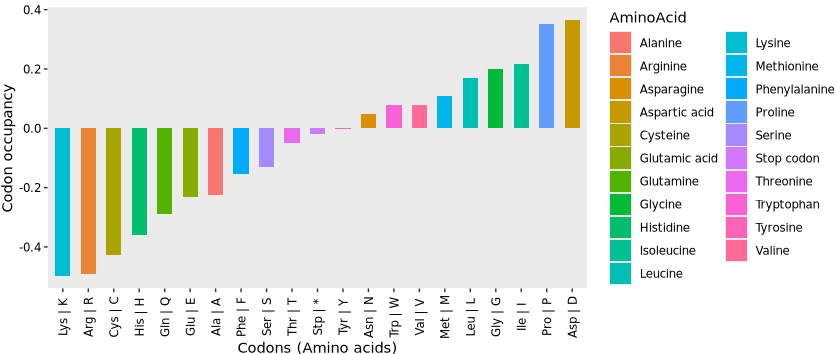 0.4
0.2
0.0
-0.2
-0.4
Codon occupancy
Lys | K
Arg | R
Cys | C
His | H
Gln | Q
Glu | E
Ala | A
Phe | F
Ser | S
Thr | T
Stp | *
Tyr | Y
Asn | N
Trp | W
Val | V
Met | M
Leu | L
Gly | G
Ile | I
Pro | P
Asp | D
Codons (Amino acids)
AminoAcid
Alanine
Arginine
Asparagine
Aspartic acid
Cysteine
Glutamic acid
Glutamine
Glycine
Histidine
Isoleucine
Leucine
Lysine
Methionine
Phenylalanine
Proline
Serine
Stop codon
Threonine
Tryptophan
Tyrosine
Valine